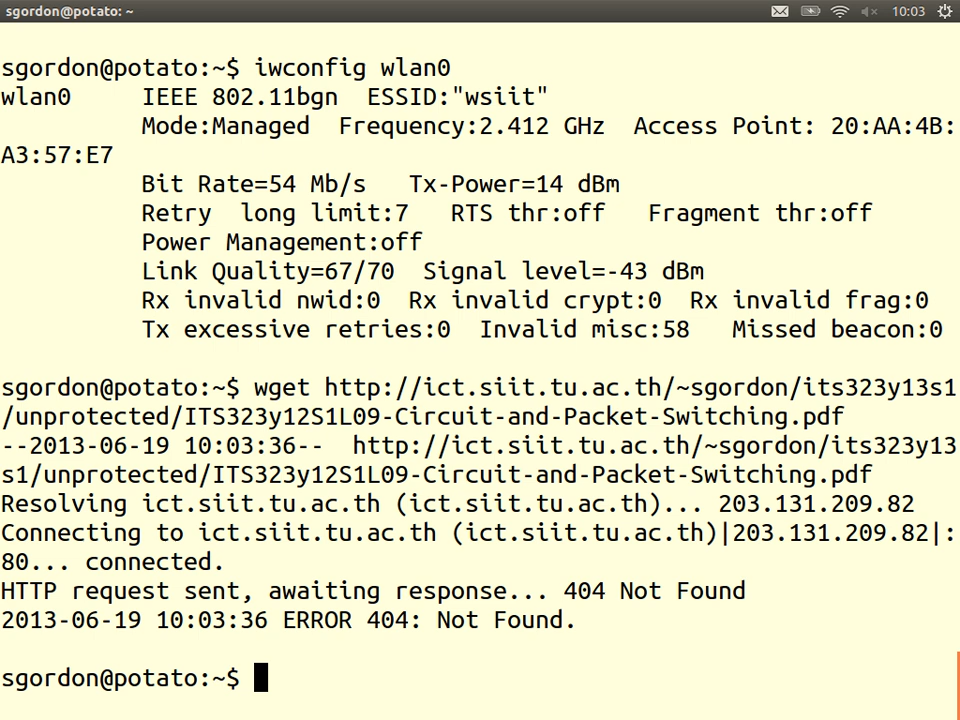 sgordon@potato: ~
10:03
sgordon@potato:~$ iwconfig wlan0
wlan0     IEEE 802.11bgn  ESSID:"wsiit"
          Mode:Managed  Frequency:2.412 GHz  Access Point: 20:AA:4B:
A3:57:E7
          Bit Rate=54 Mb/s   Tx-Power=14 dBm
          Retry  long limit:7   RTS thr:off   Fragment thr:off
          Power Management:off
          Link Quality=67/70  Signal level=-43 dBm
          Rx invalid nwid:0  Rx invalid crypt:0  Rx invalid frag:0
          Tx excessive retries:0  Invalid misc:58   Missed beacon:0
sgordon@potato:~$ wget http://ict.siit.tu.ac.th/~sgordon/its323y13s1
/unprotected/ITS323y12S1L09-Circuit-and-Packet-Switching.pdf
--2013-06-19 10:03:36--  http://ict.siit.tu.ac.th/~sgordon/its323y13
s1/unprotected/ITS323y12S1L09-Circuit-and-Packet-Switching.pdf
Resolving ict.siit.tu.ac.th (ict.siit.tu.ac.th)... 203.131.209.82
Connecting to ict.siit.tu.ac.th (ict.siit.tu.ac.th)|203.131.209.82|:
80... connected.
HTTP request sent, awaiting response... 404 Not Found
2013-06-19 10:03:36 ERROR 404: Not Found.
sgordon@potato:~$